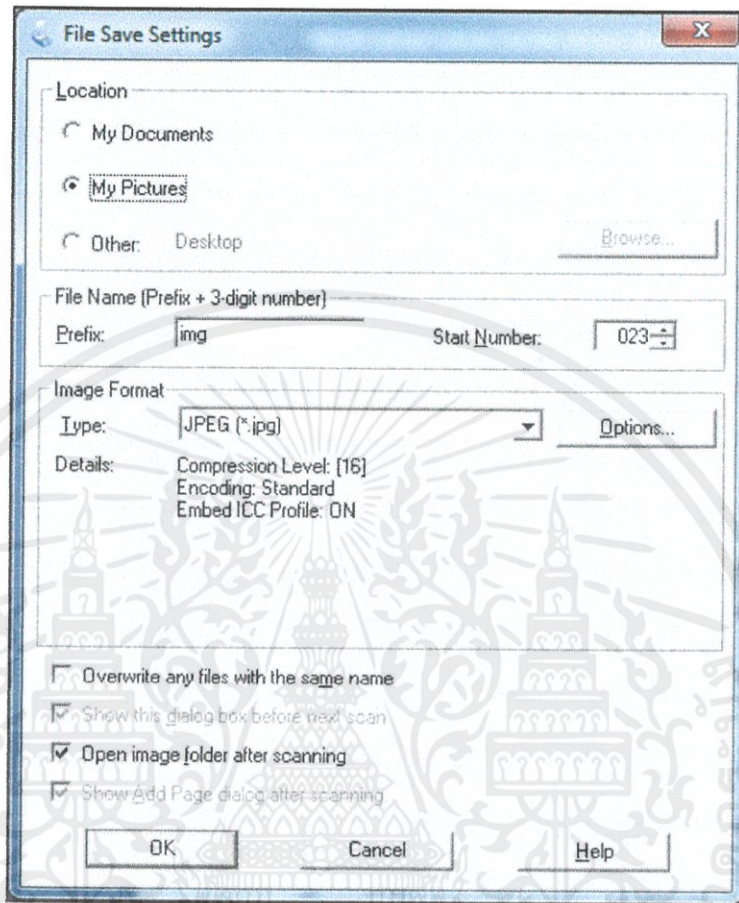 File Save Settings
Location
My Documents
My Pictures
Other: Desktop Browse...
File Name (Prefix + 3-digit number)
Prefix: img Start Number: 023
Image Format
Type: JPEG (*.jpg) Options...
Details: Compression Level: [16]
Encoding: Standard
Embed ICC Profile: ON
Overwrite any files with the same name
Show this dialog box before next scan
Open image folder after scanning
Show Add Page dialog after scanning
OK Cancel Help